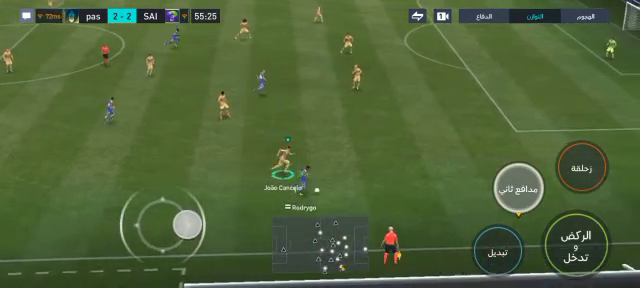 72ms pas 2 - 2 SAI 55:25
الدفاع التوازن الهجوم
زحلقة
مدافع ثاني
João Cancelo
Rodrygo
الركض
و
تدخل
تبديل